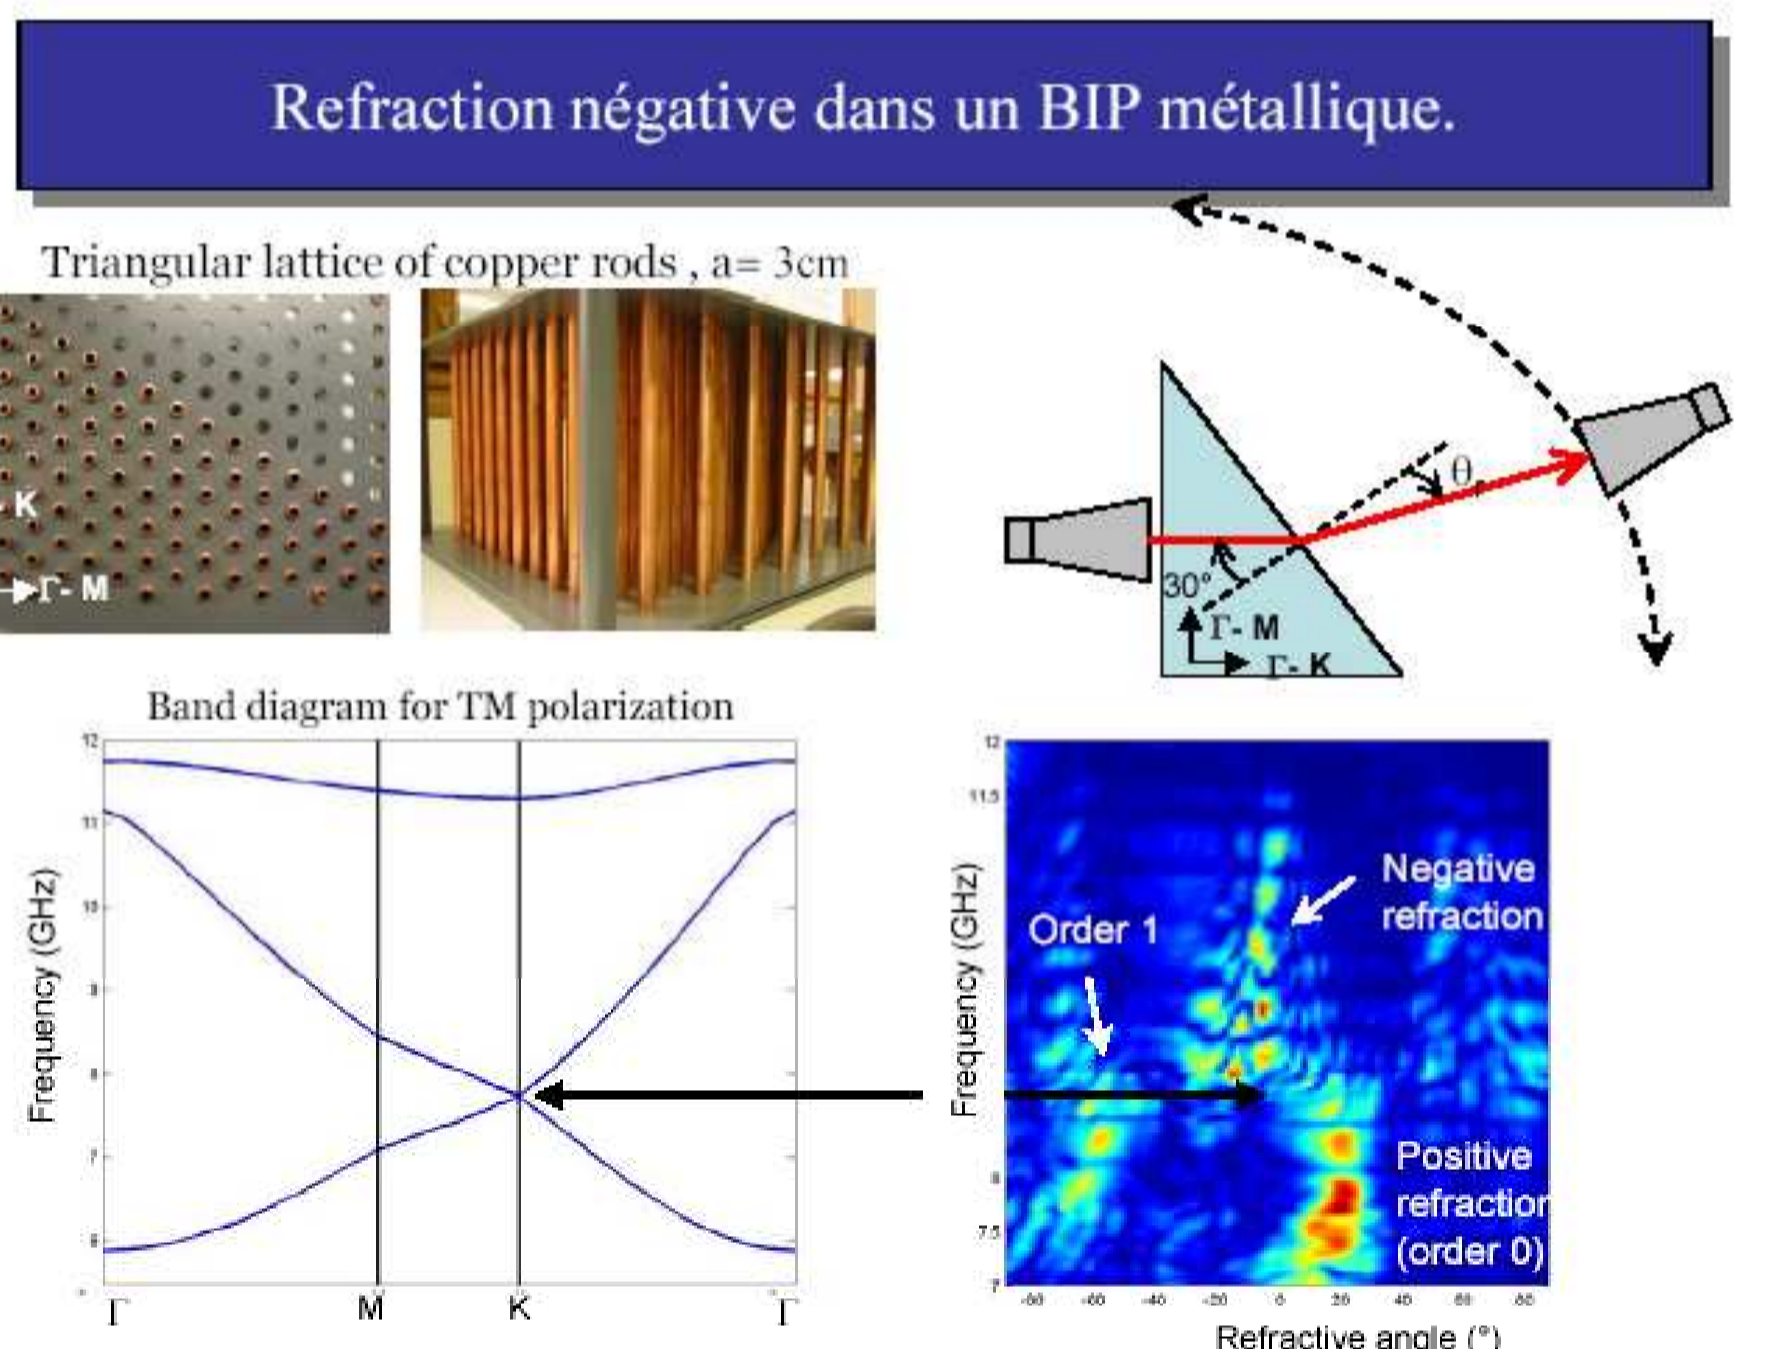 Refraction négative dans un BIP métallique.
Triangular lattice of copper rods , a= 3cm
K
Γ- M
θ
30°
Γ- M
Γ- K
Band diagram for TM polarization
Frequency (GHz)
12
11
10
9
8
7
6
Γ
M
K
Γ
Frequency (GHz)
12
11.5
8
7.5
7
Order 1
Negative
refraction
Positive
refraction
(order 0)
-80 -60 -40 -20 0 20 40 60 80
Refractive angle (°)